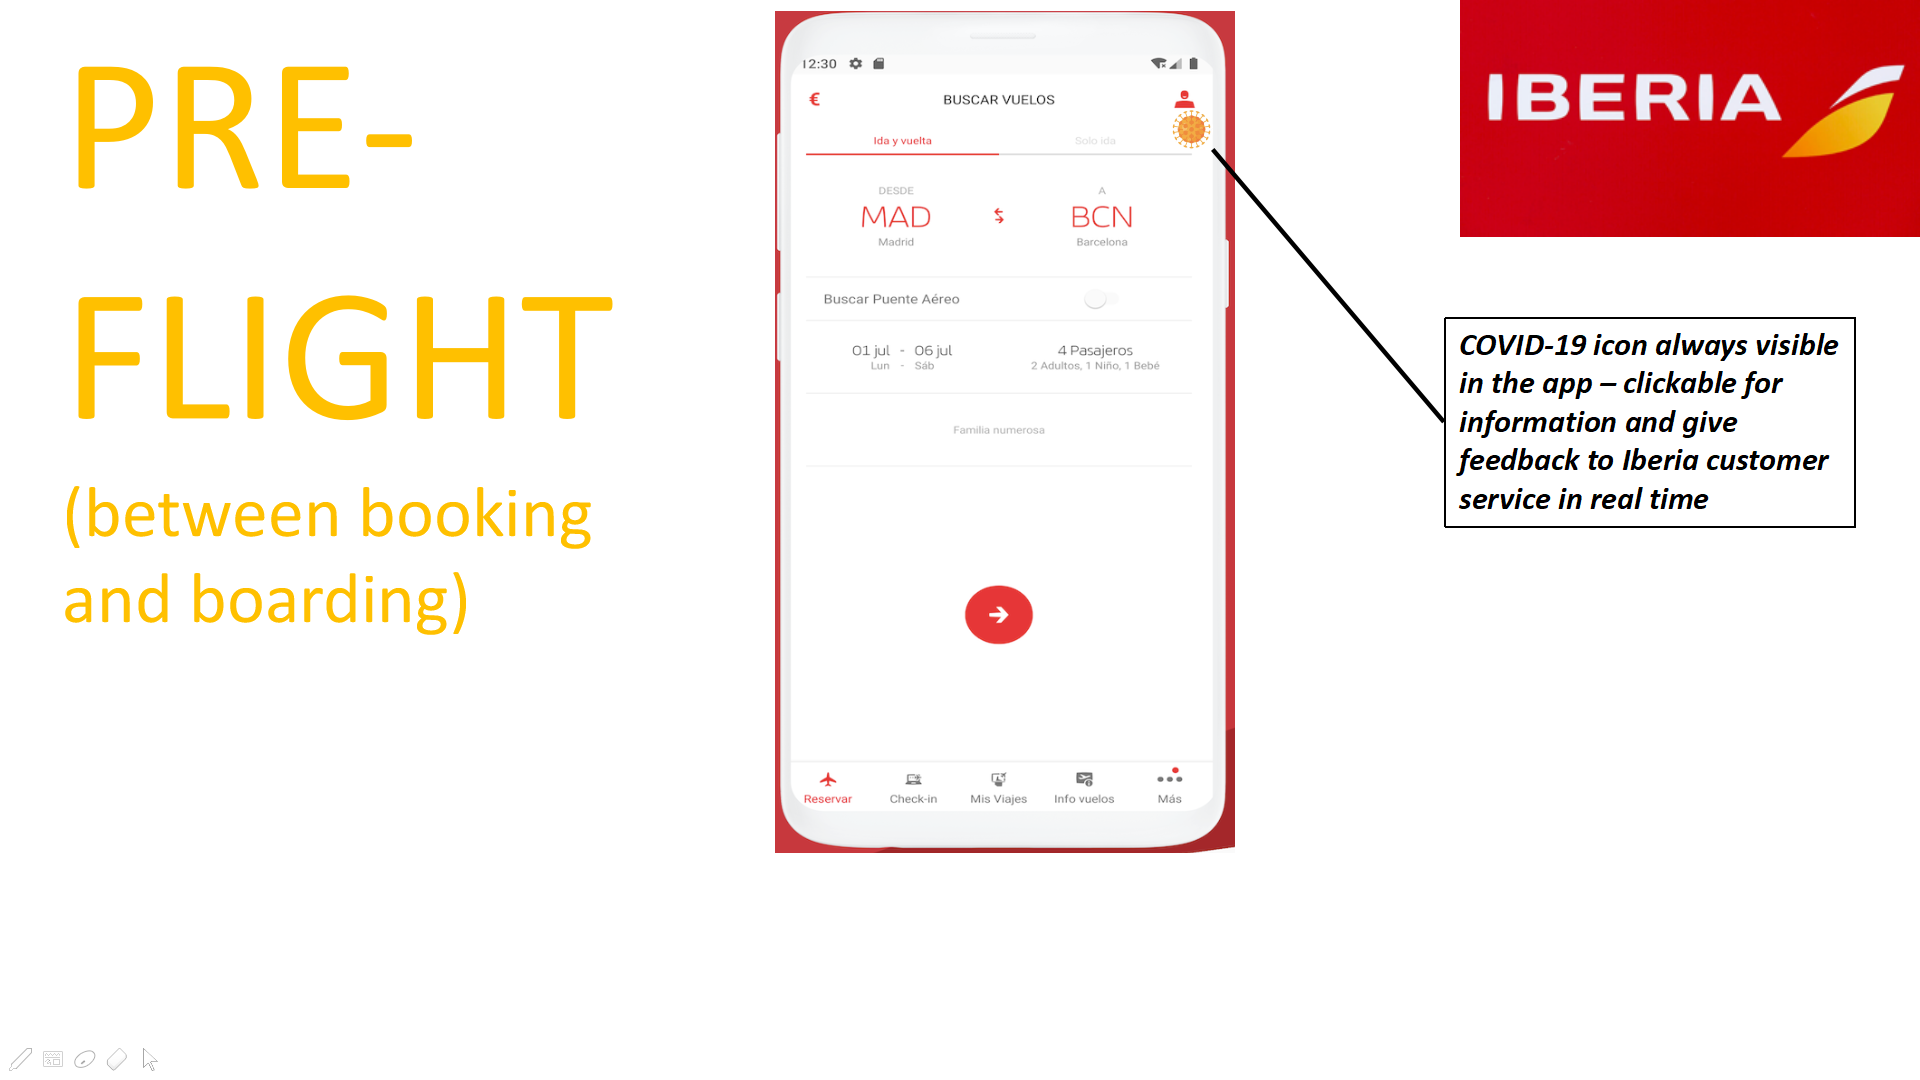 PRE-
FLIGHT
(between booking
and boarding)
12:30
€ BUSCAR VUELOS
Ida y vuelta Solo ida
DESDE A
MAD BCN
Madrid Barcelona
Buscar Puente Aéreo
01 jul - 06 jul 4 Pasajeros
Lun - Sáb 2 Adultos, 1 Niño, 1 Bebé
Familia numerosa
Reservar Check-in Mis Viajes Info vuelos Más
IBERIA
COVID-19 icon always visible
in the app – clickable for
information and give
feedback to Iberia customer
service in real time